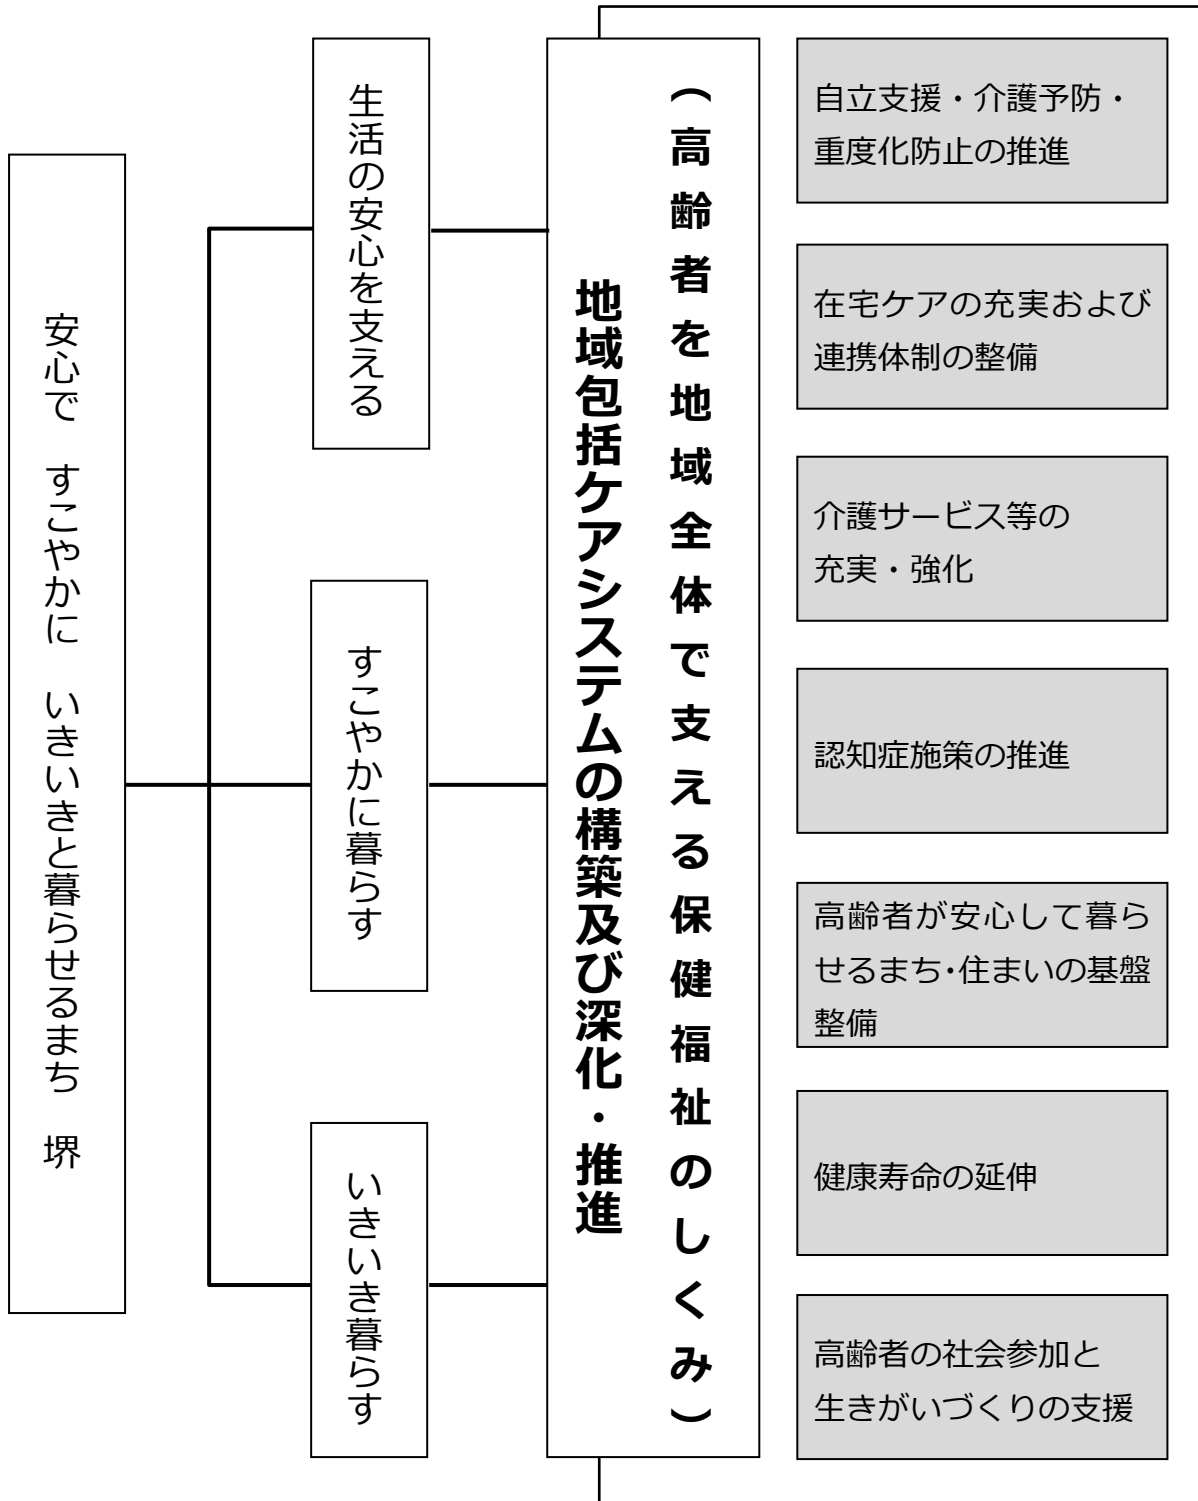 安心で　すこやかに　いきいきと暮らせるまち　堺
生活の安心を支える
すこやかに暮らす
いきいき暮らす
地域包括ケアシステムの構築及び深化・推進
（高齢者を地域全体で支える保健福祉のしくみ）
自立支援・介護予防・
重度化防止の推進
在宅ケアの充実および
連携体制の整備
介護サービス等の
充実・強化
認知症施策の推進
高齢者が安心して暮ら
せるまち･住まいの基盤
整備
健康寿命の延伸
高齢者の社会参加と
生きがいづくりの支援